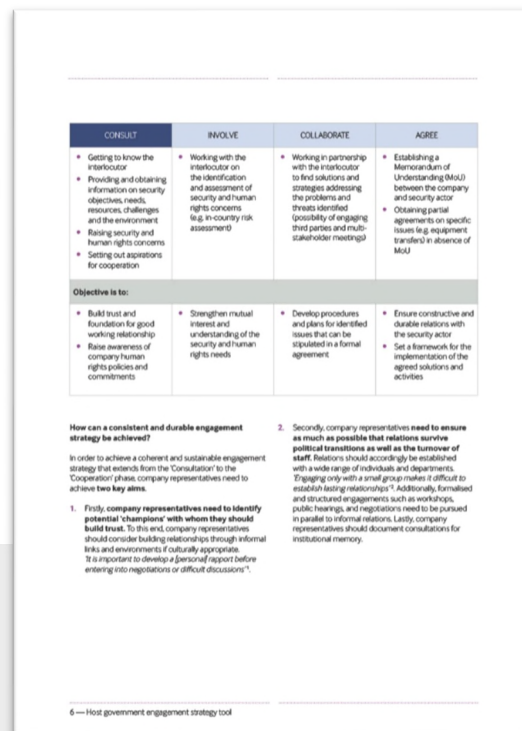 CONSULT
INVOLVE
COLLABORATE
AGREE
• Getting to know the
interlocutor
• Providing and obtaining
information on security
objectives, needs,
resources, challenges
and the environment
• Raising security and
human rights concerns
• Setting out aspirations
for cooperation
• Working with the
interlocutor on
the identification
and assessment of
security and human
rights concerns
(e.g. in-country risk
assessment)
• Working in partnership
with the interlocutor
to find solutions and
strategies addressing
the problems and
threats identified
(possibility of engaging
third parties and multi-
stakeholder meetings)
• Establishing a
Memorandum of
Understanding (MoU)
between the company
and security actor
• Obtaining partial
agreements on specific
issues (e.g. equipment
transfers) in absence of
MoU
Objective is to:
• Build trust and
foundation for good
working relationship
• Raise awareness of
company human
rights policies and
commitments
• Strengthen mutual
interest and
understanding of the
security and human
rights needs
• Develop procedures
and plans for identified
issues that can be
stipulated in a formal
agreement
• Ensure constructive and
durable relations with
the security actor
• Set a framework for the
implementation of the
agreed solutions and
activities
How can a consistent and durable engagement
strategy be achieved?
In order to achieve a coherent and sustainable engagement
strategy that extends from the 'Consultation' to the
'Cooperation' phase, company representatives need to
achieve two key aims.
1. Firstly, company representatives need to identify
potential 'champions' with whom they should
build trust. To this end, company representatives
should consider building relationships through informal
links and environments if culturally appropriate.
'It is important to develop a [personal] rapport before
entering into negotiations or difficult discussions'¹.
2. Secondly, company representatives need to ensure
as much as possible that relations survive
political transitions as well as the turnover of
staff. Relations should accordingly be established
with a wide range of individuals and departments.
'Engaging only with a small group makes it difficult to
establish lasting relationships'². Additionally, formalised
and structured engagements such as workshops,
public hearings, and negotiations need to be pursued
in parallel to informal relations. Lastly, company
representatives should document consultations for
institutional memory.
6 — Host government engagement strategy tool